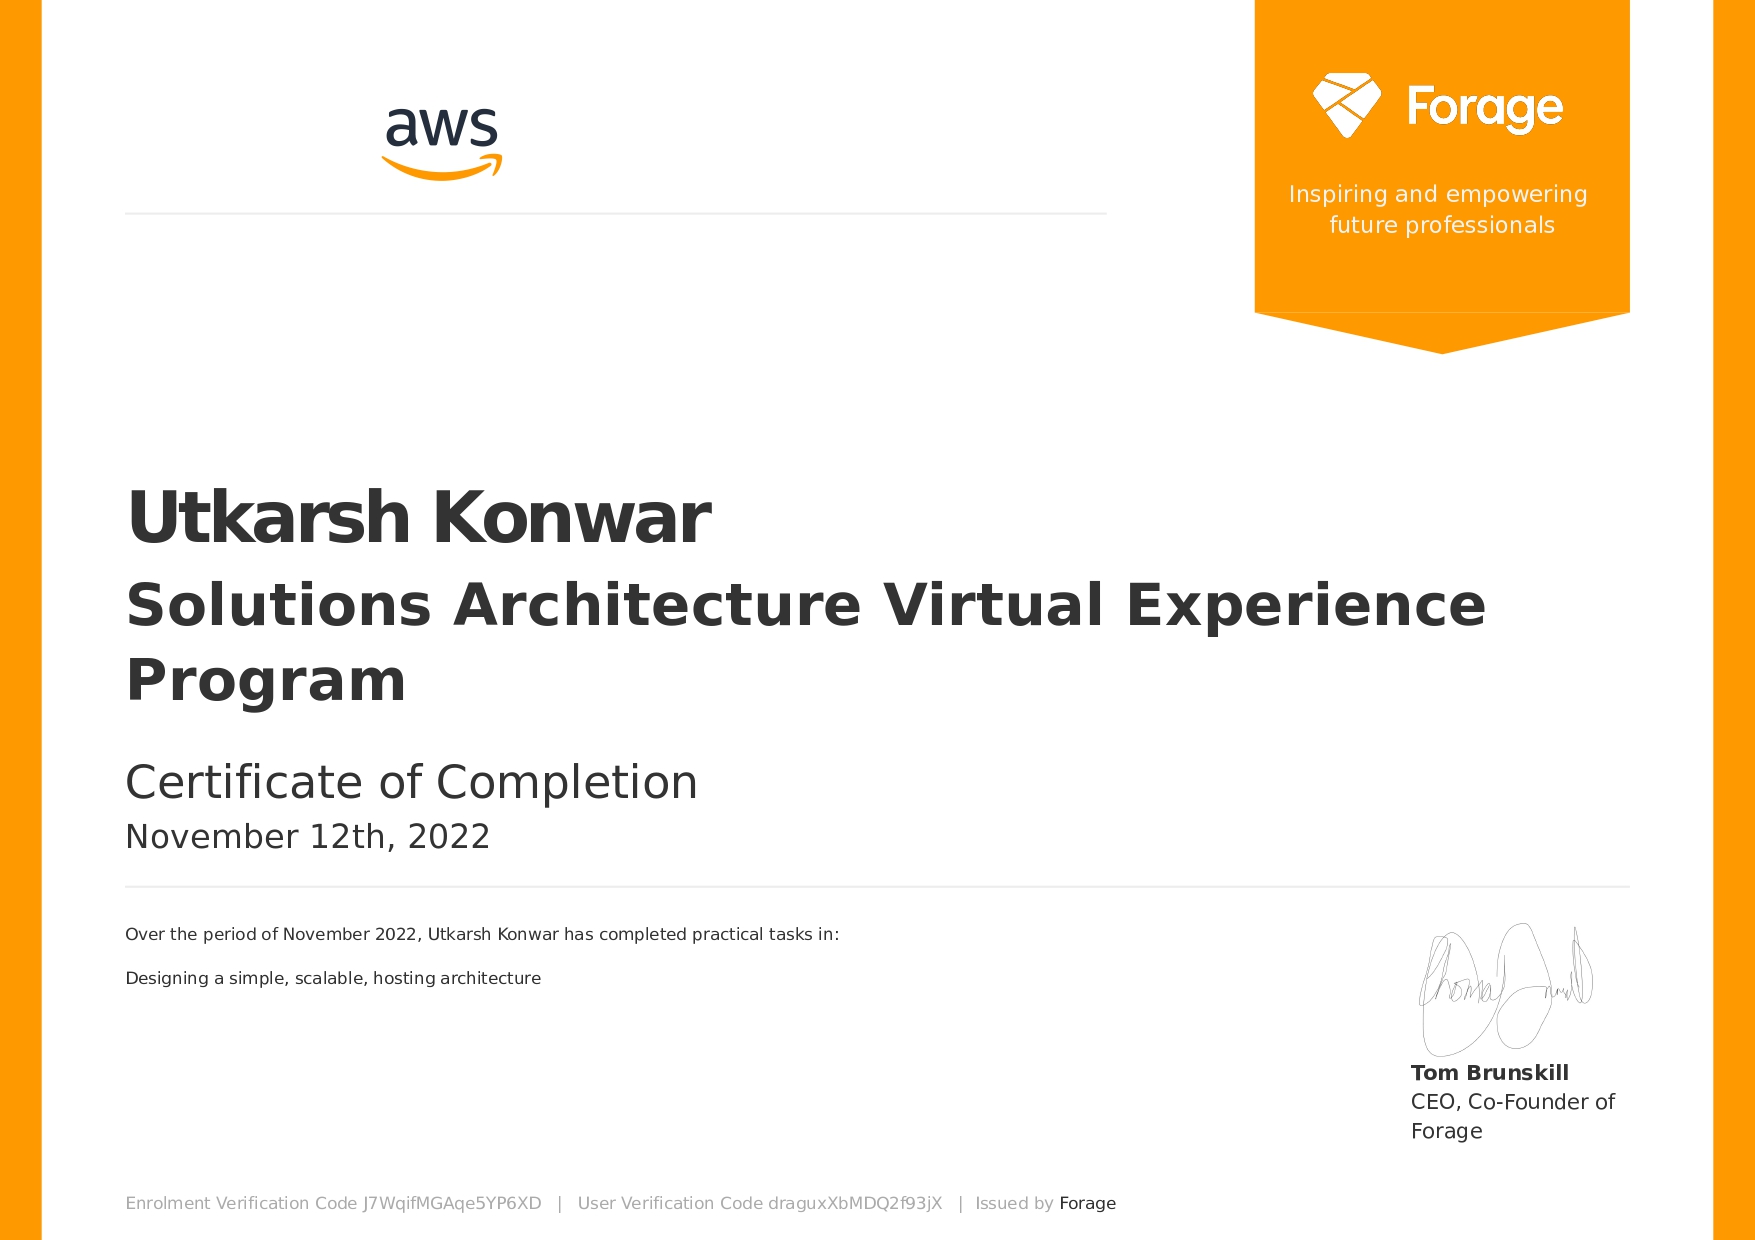 aws
Forage
Inspiring and empowering
future professionals
Utkarsh Konwar
Solutions Architecture Virtual Experience
Program
Certificate of Completion
November 12th, 2022
Over the period of November 2022, Utkarsh Konwar has completed practical tasks in:
Designing a simple, scalable, hosting architecture
Tom Brunskill
CEO, Co-Founder of
Forage
Enrolment Verification Code J7WqifMGAqe5YP6XD | User Verification Code draguxXbMDQ2f93jX | Issued by Forage